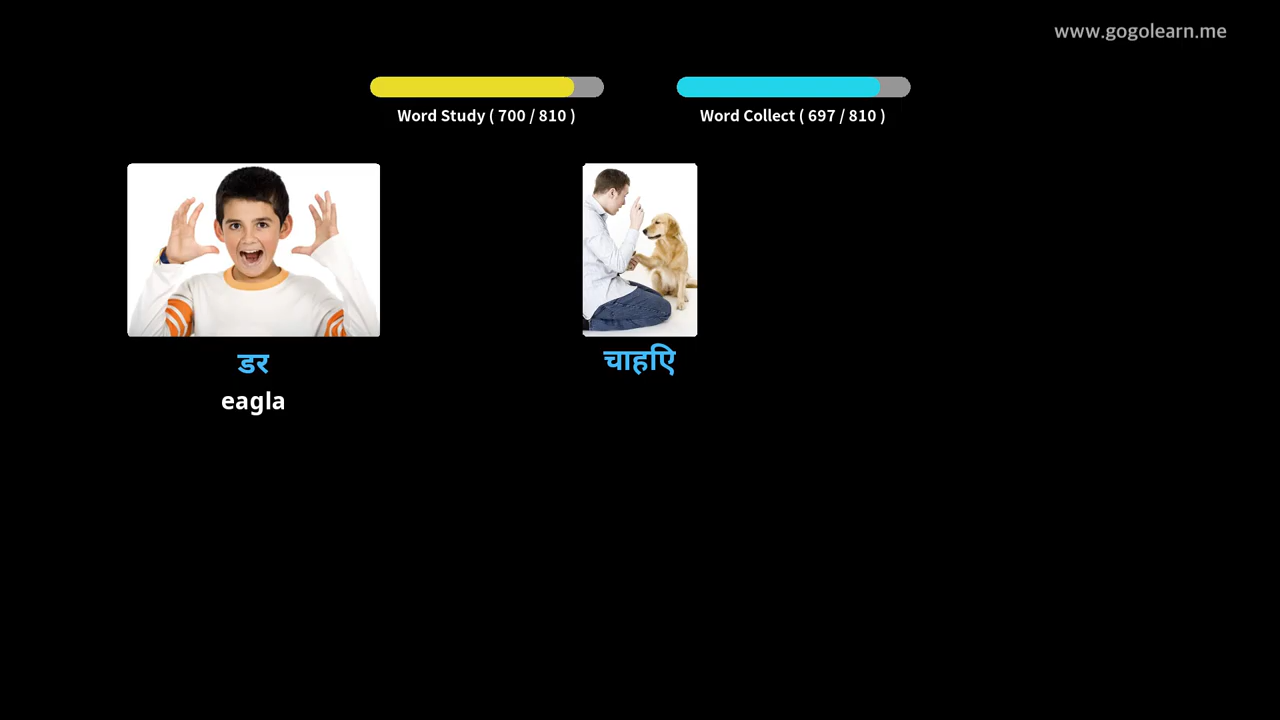 www.gogolearn.me
Word Study ( 700 / 810 )
Word Collect ( 697 / 810 )
डर
eagla
चाहिए